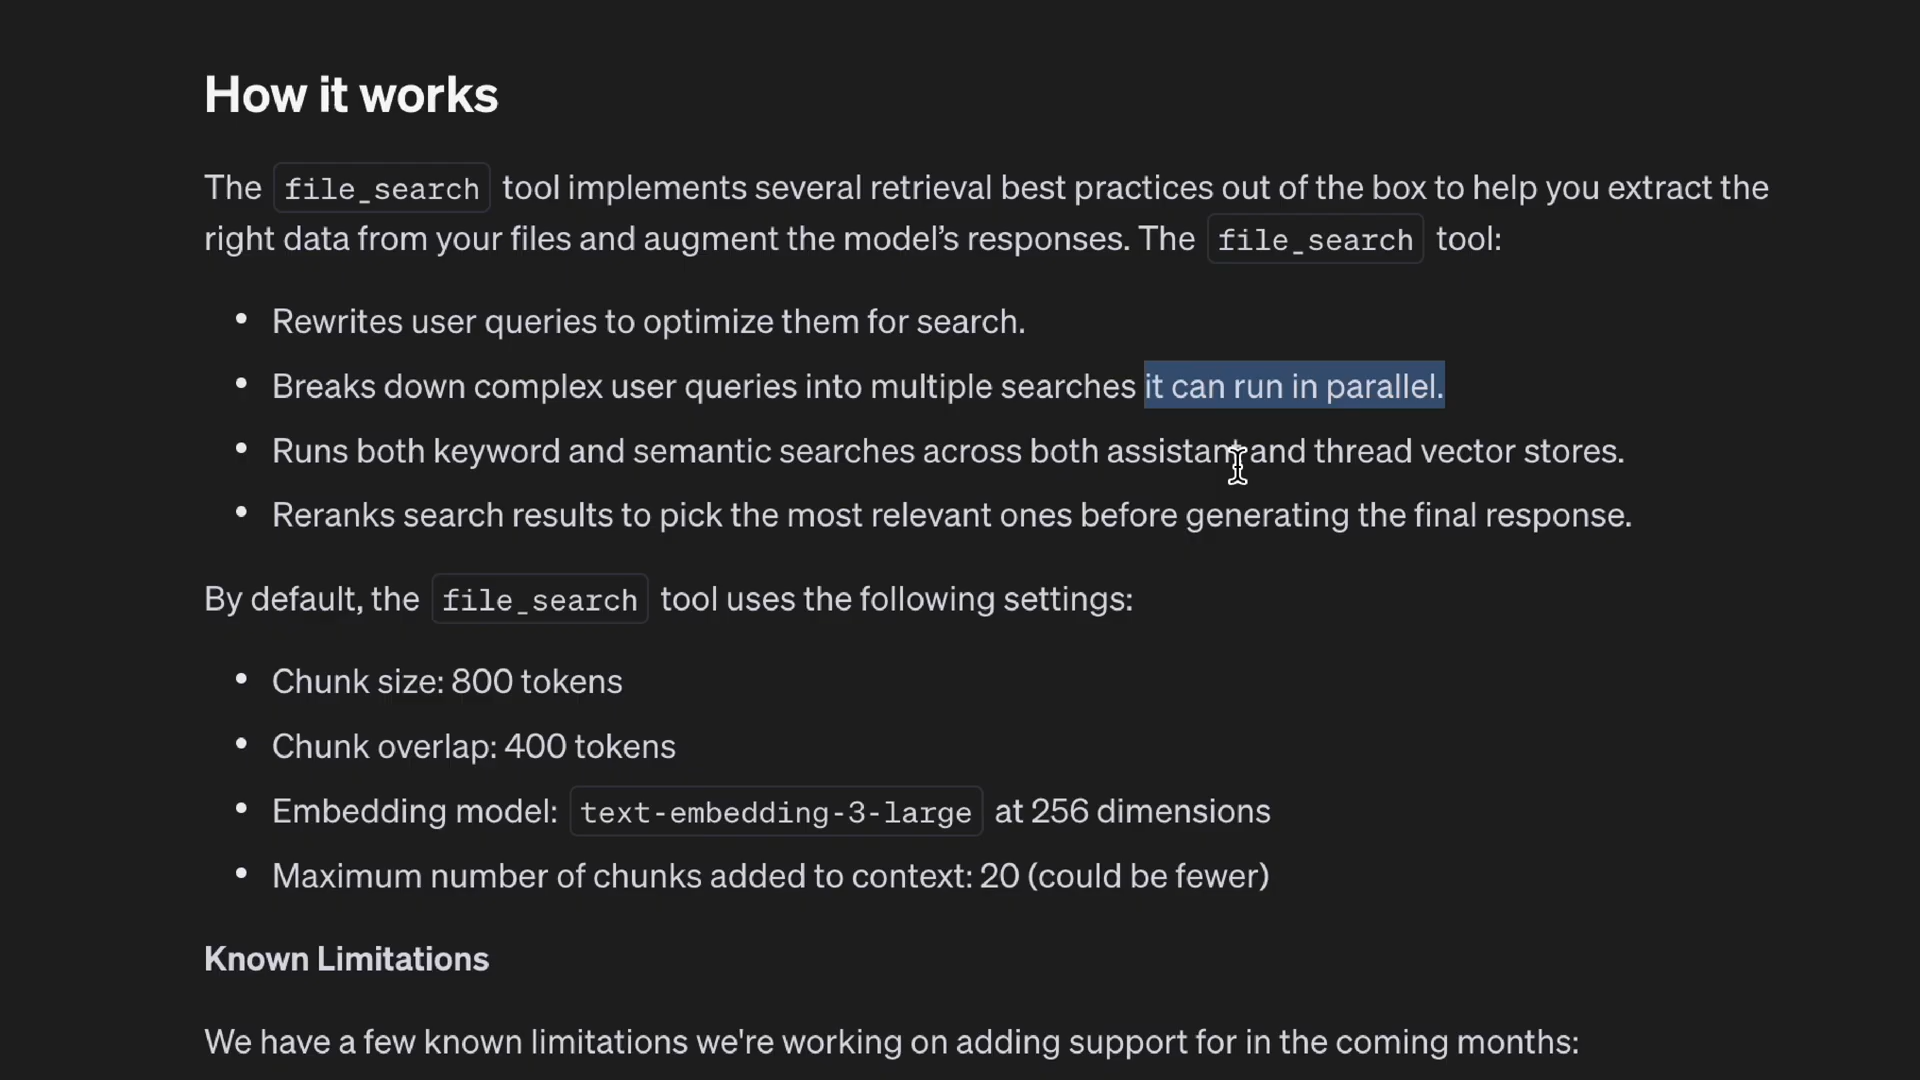 How it works
The file_search tool implements several retrieval best practices out of the box to help you extract the
right data from your files and augment the model’s responses. The file_search tool:
• Rewrites user queries to optimize them for search.
• Breaks down complex user queries into multiple searches it can run in parallel.
• Runs both keyword and semantic searches across both assistant and thread vector stores.
• Reranks search results to pick the most relevant ones before generating the final response.
By default, the file_search tool uses the following settings:
• Chunk size: 800 tokens
• Chunk overlap: 400 tokens
• Embedding model: text-embedding-3-large at 256 dimensions
• Maximum number of chunks added to context: 20 (could be fewer)
Known Limitations
We have a few known limitations we're working on adding support for in the coming months: